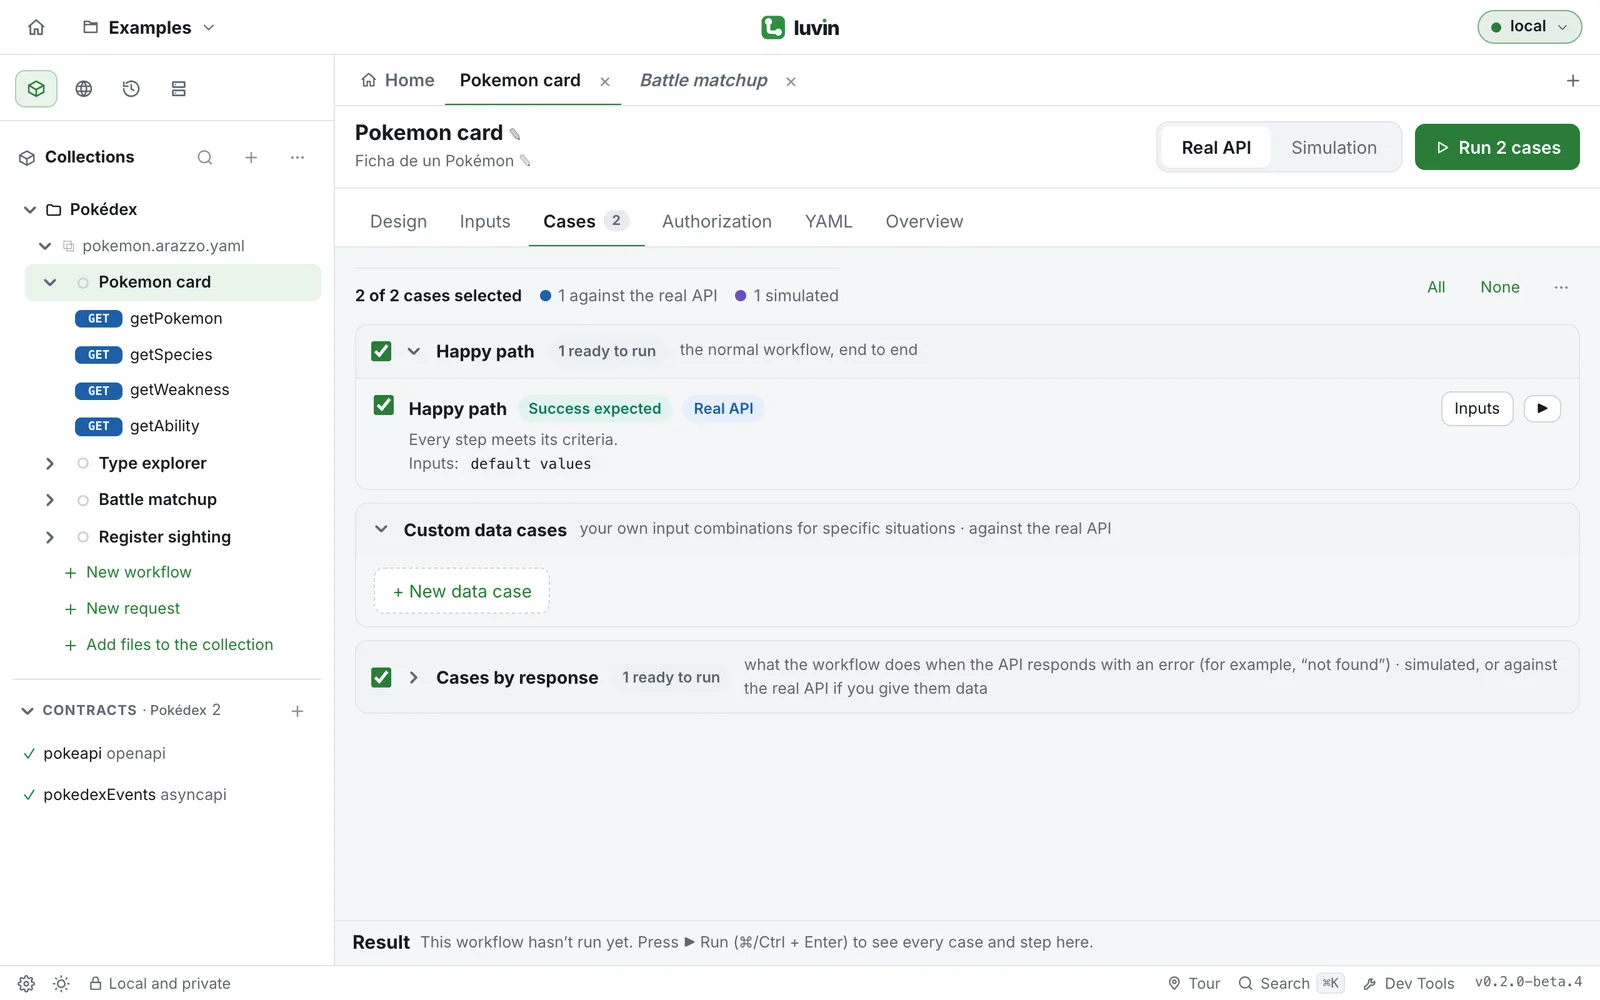 Examples
luvin
local
Home
Pokemon card
Battle matchup
Collections
Pokédex
pokemon.arazzo.yaml
Pokemon card
GET getPokemon
GET getSpecies
GET getWeakness
GET getAbility
Type explorer
Battle matchup
Register sighting
+ New workflow
+ New request
+ Add files to the collection
CONTRACTS · Pokédex 2
pokeapi openapi
pokedexEvents asyncapi
Pokemon card
Ficha de un Pokémon
Real API
Simulation
Run 2 cases
Design
Inputs
Cases 2
Authorization
YAML
Overview
2 of 2 cases selected
1 against the real API
1 simulated
All
None
Happy path
1 ready to run
the normal workflow, end to end
Happy path
Success expected
Real API
Inputs
Every step meets its criteria.
Inputs: default values
Custom data cases
your own input combinations for specific situations · against the real API
+ New data case
Cases by response
1 ready to run
what the workflow does when the API responds with an error (for example, “not found”) · simulated, or against
the real API if you give them data
Result
This workflow hasn’t run yet. Press ▶ Run (⌘/Ctrl + Enter) to see every case and step here.
Local and private
Tour
Search ⌘K
Dev Tools
v0.2.0-beta.4